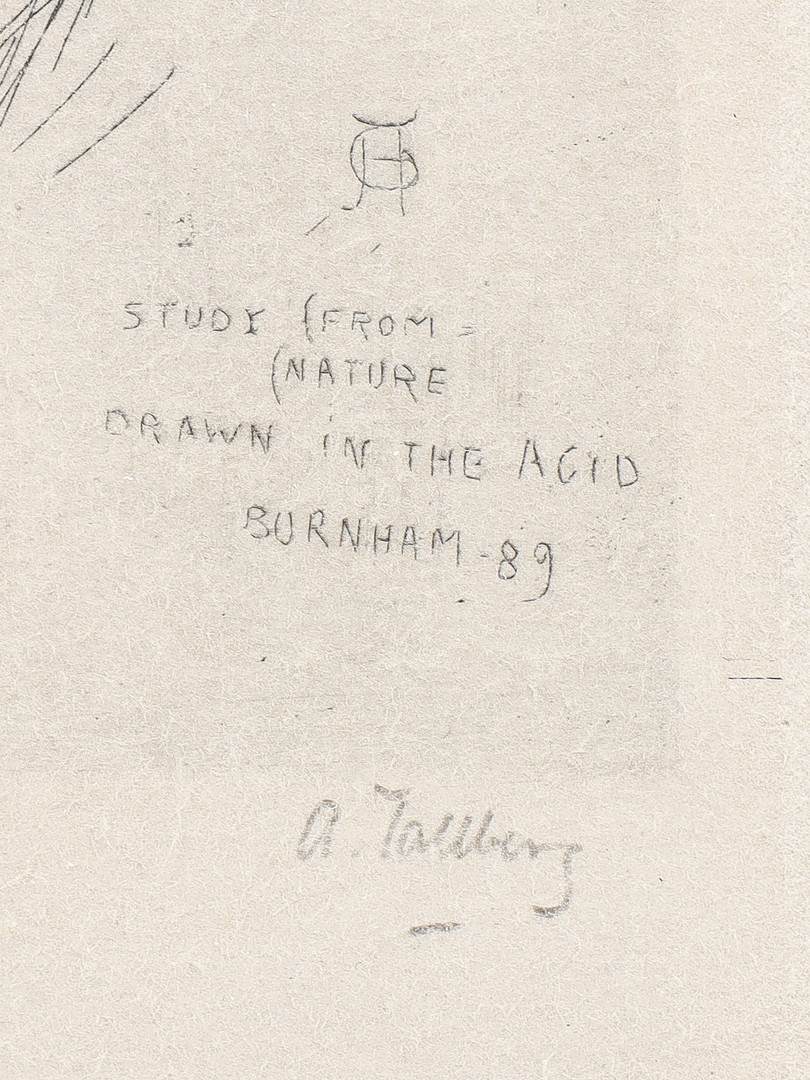 STUDY (FROM =
(NATURE
DRAWN IN THE ACID
BURNHAM - 89
A. Tallberg